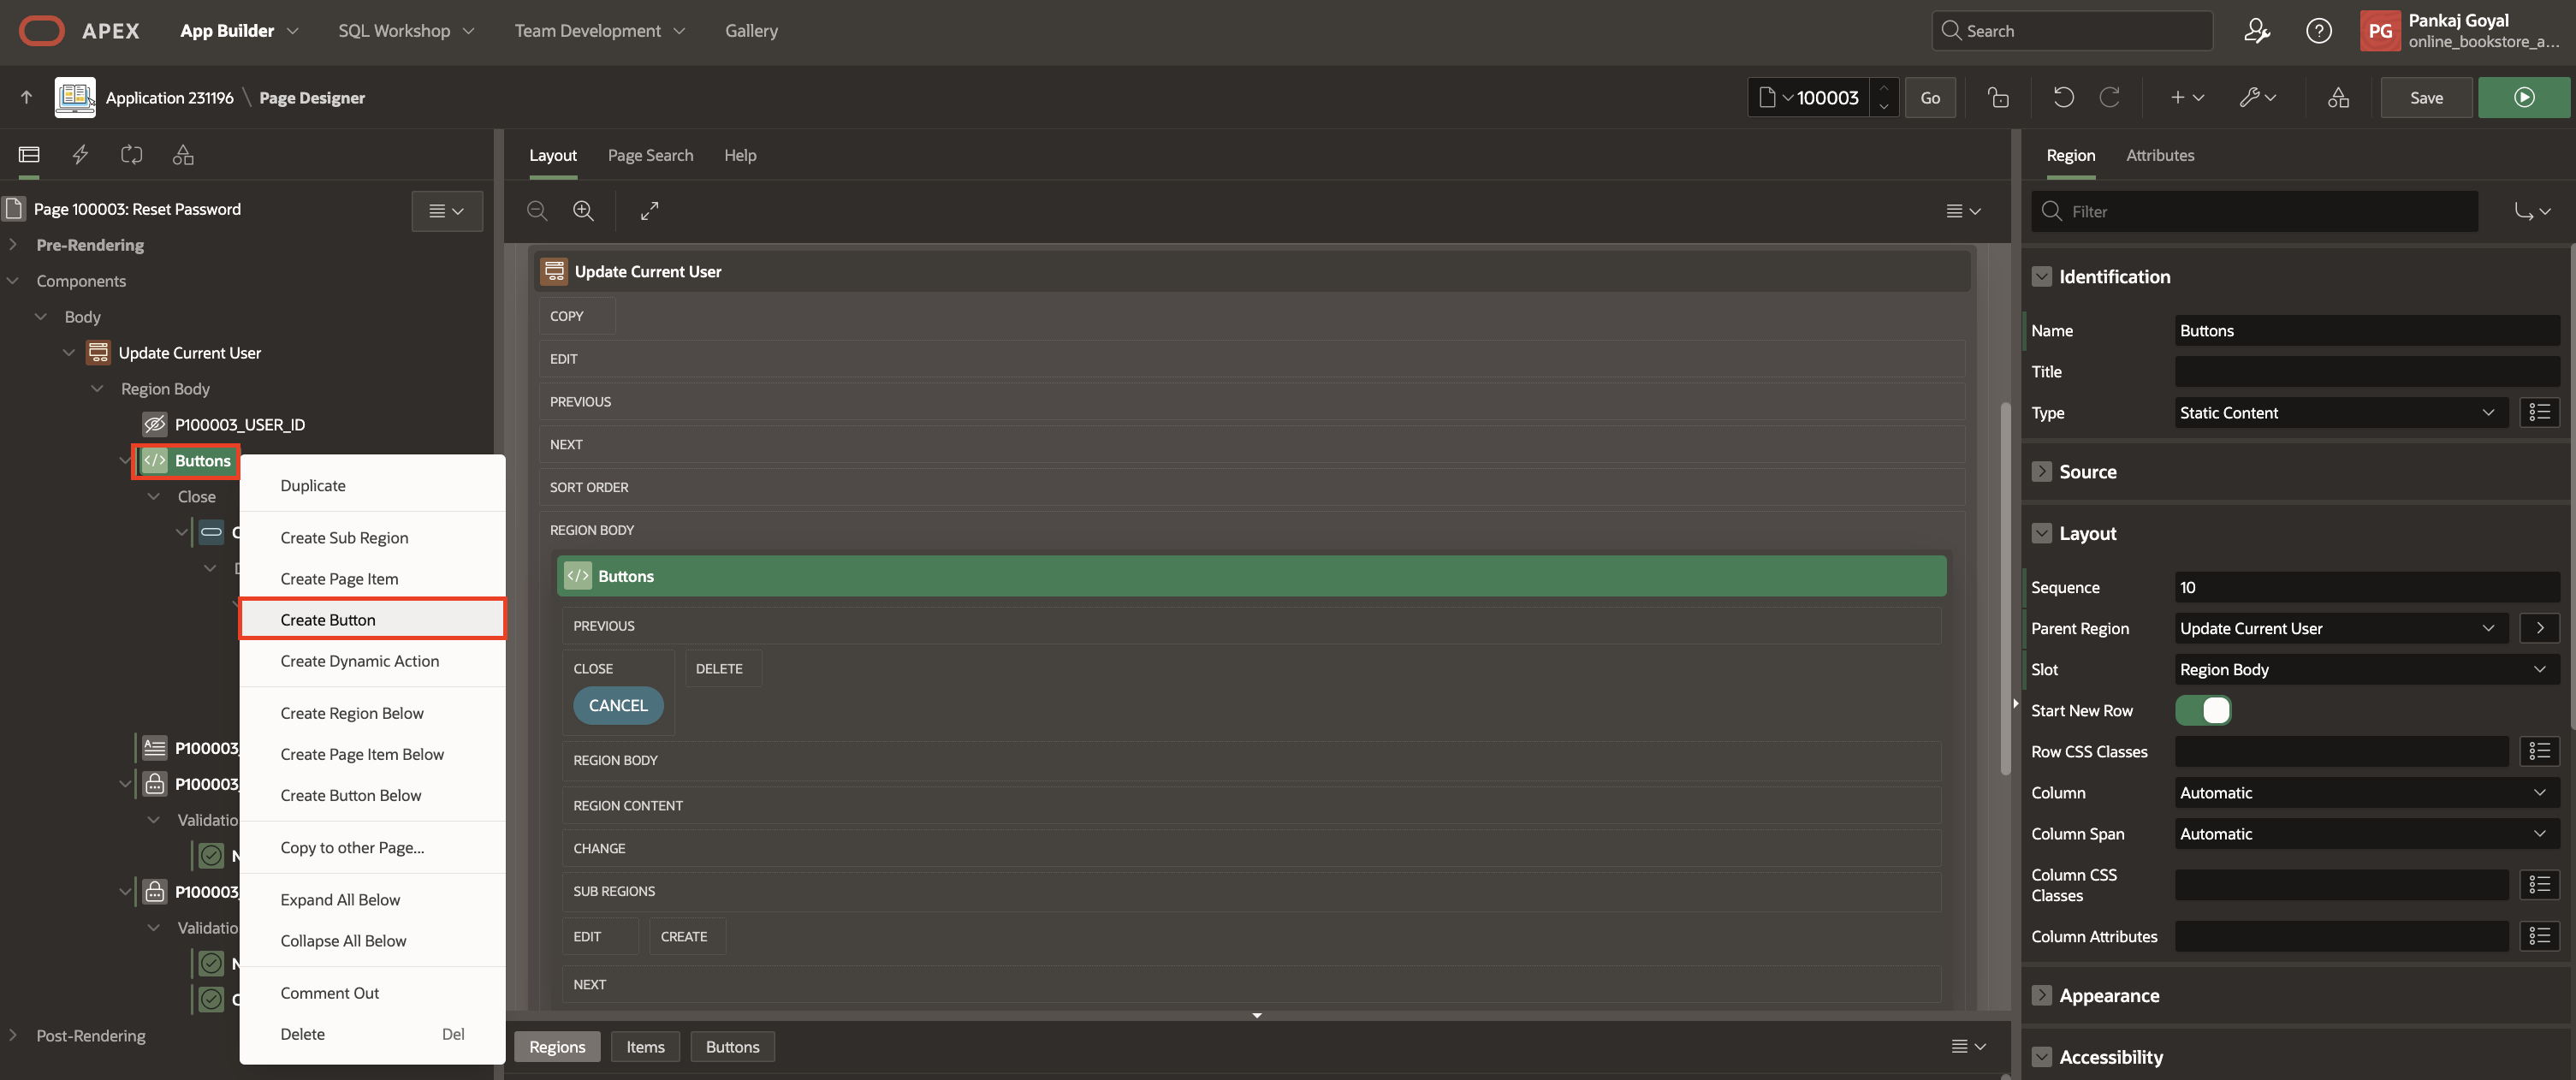 APEX
App Builder
SQL Workshop
Team Development
Gallery
Search
PG
Pankaj Goyal
online_bookstore_a...
Application 231196 \ Page Designer
100003
Go
Save
Layout
Page Search
Help
Region
Attributes
Page 100003: Reset Password
Pre-Rendering
Components
Body
Update Current User
Region Body
P100003_USER_ID
Buttons
Close
P100003_
P100003_
Validatio
N
P100003_
Validatio
N
Post-Rendering
Duplicate
Create Sub Region
Create Page Item
Create Button
Create Dynamic Action
Create Region Below
Create Page Item Below
Create Button Below
Copy to other Page...
Expand All Below
Collapse All Below
Comment Out
Delete Del
Update Current User
COPY
EDIT
PREVIOUS
NEXT
SORT ORDER
REGION BODY
Buttons
PREVIOUS
CLOSE
DELETE
CANCEL
REGION BODY
REGION CONTENT
CHANGE
SUB REGIONS
EDIT
CREATE
NEXT
Regions
Items
Buttons
Filter
Identification
Name
Buttons
Title
Type
Static Content
Source
Layout
Sequence
10
Parent Region
Update Current User
Slot
Region Body
Start New Row
Row CSS Classes
Column
Automatic
Column Span
Automatic
Column CSS
Classes
Column Attributes
Appearance
Accessibility